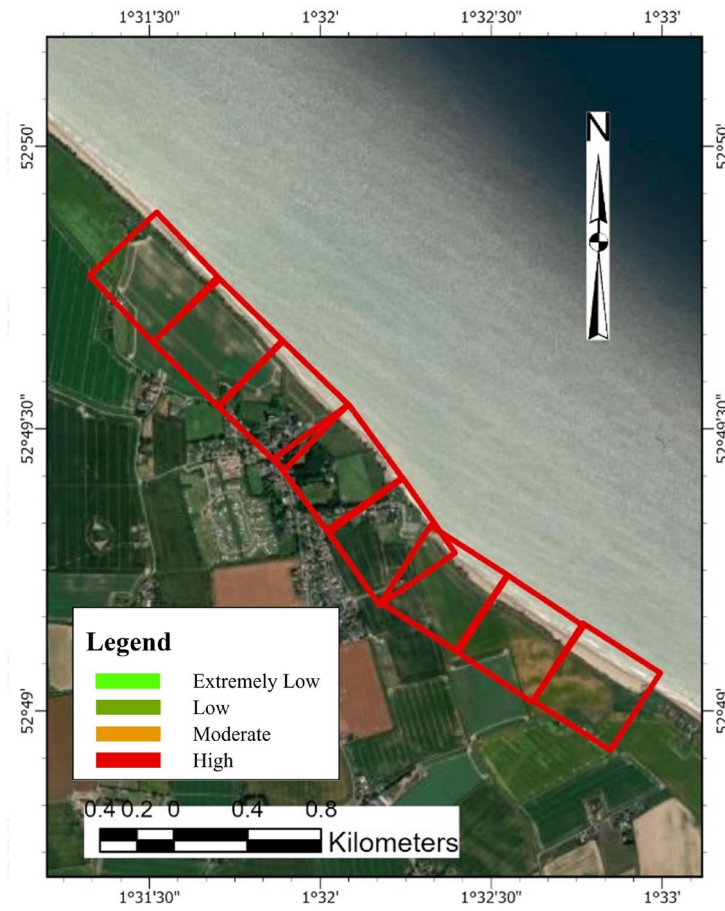 1°31'30" 1°32' 1°32'30" 1°33'
N
52°50' 52°50'
52°49'30" 52°49'30"
Legend
Extremely Low
Low
Moderate
High
52°49' 52°49'
0.4 0.2 0 0.4 0.8
Kilometers
1°31'30" 1°32' 1°32'30" 1°33'